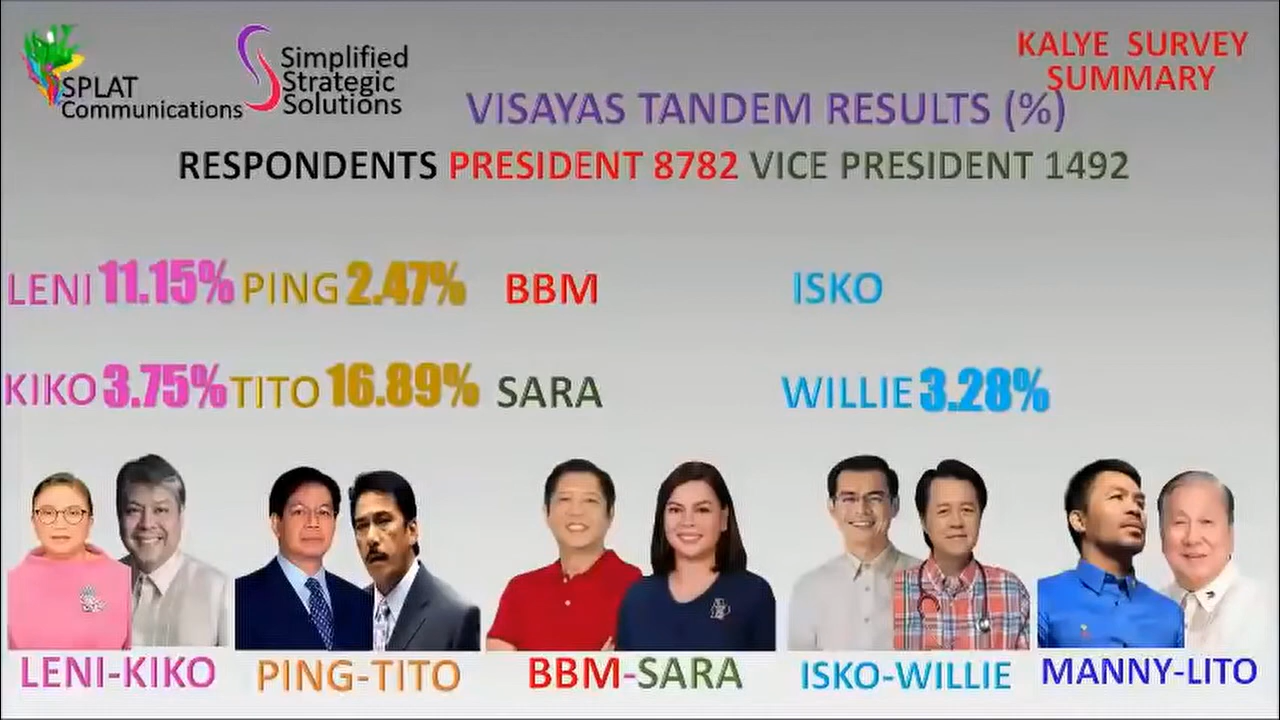 SPLAT
Communications
Simplified
Strategic
Solutions
KALYE SURVEY
SUMMARY
VISAYAS TANDEM RESULTS (%)
RESPONDENTS PRESIDENT 8782 VICE PRESIDENT 1492
LENI 11.15% PING 2.47% BBM ISKO
KIKO 3.75% TITO 16.89% SARA WILLIE 3.28%
LENI-KIKO PING-TITO BBM-SARA ISKO-WILLIE MANNY-LITO